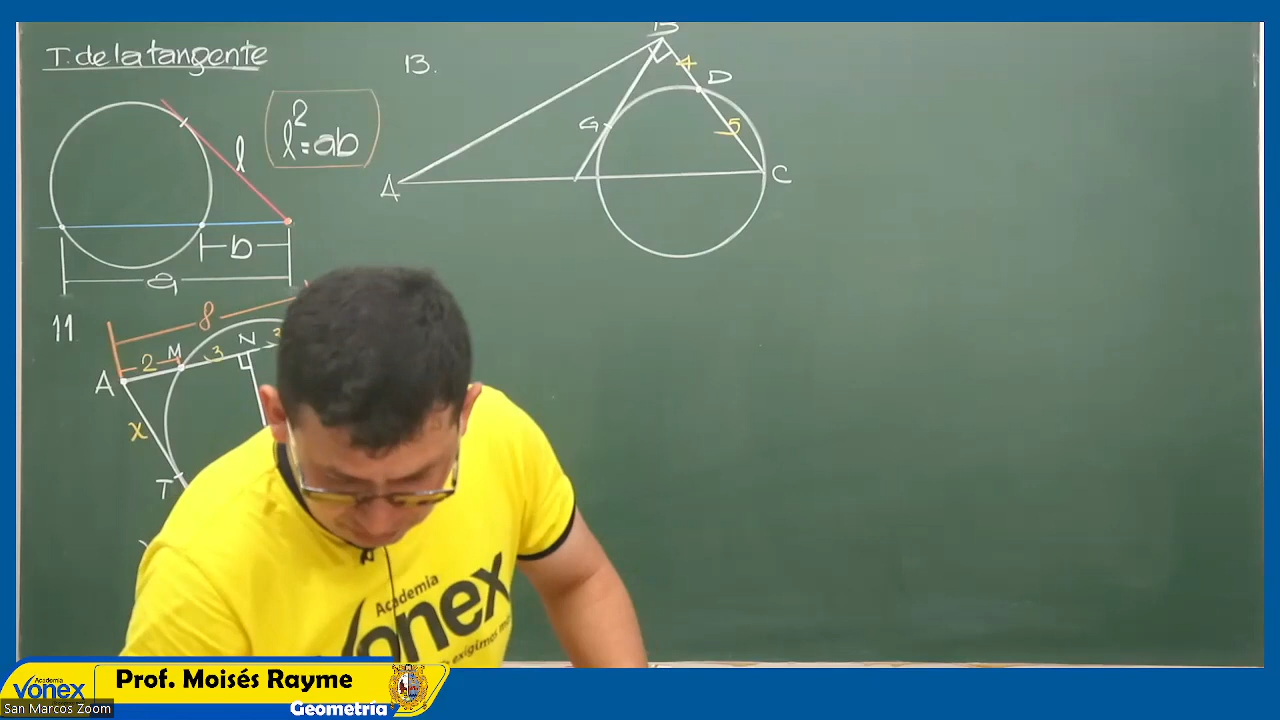 T. de la tangente
l
l² = ab
b
a
11
8
2
M
3
N
A
x
T
13.
B
4
D
G
5
A
C
Academia
Vonex
Academia
Vonex
Prof. Moisés Rayme
Geometría
San Marcos Zoom